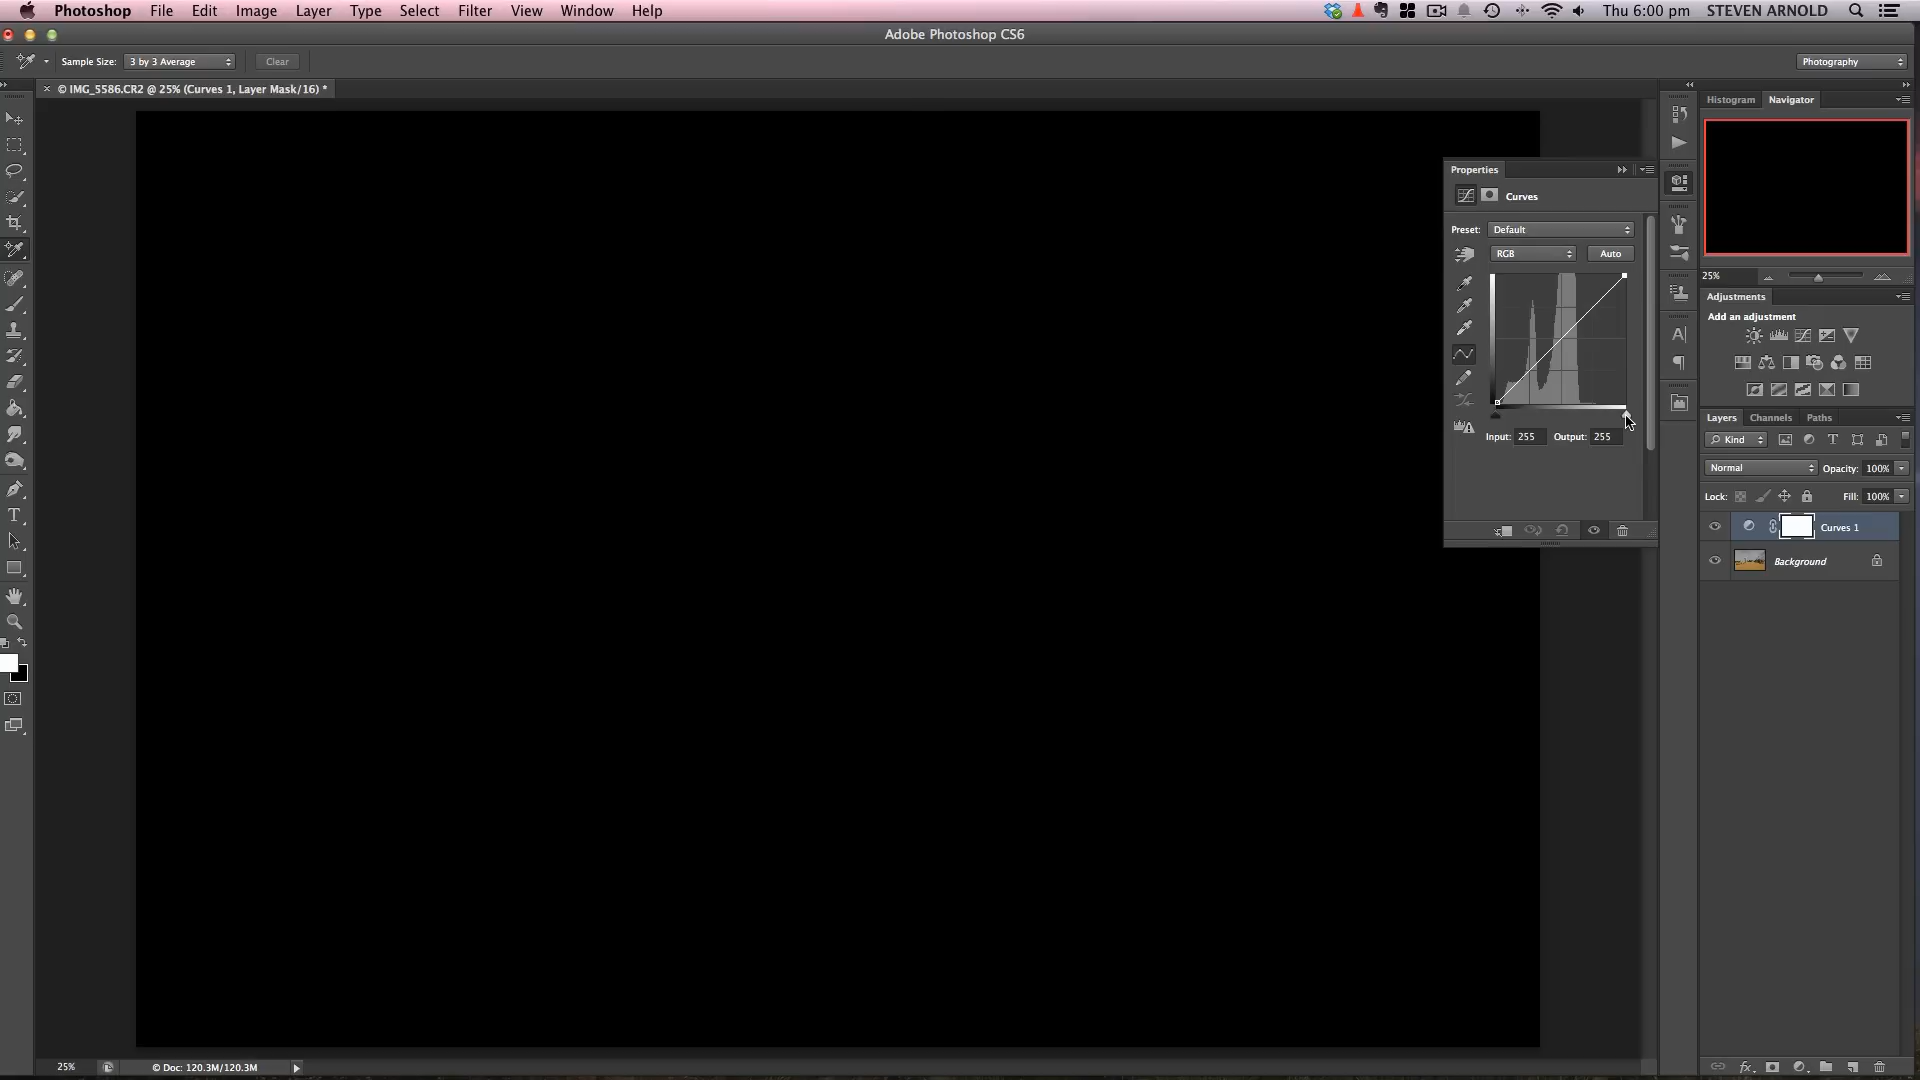 Photoshop File Edit Image Layer Type Select Filter View Window Help Thu 6:00 pm STEVEN ARNOLD
Adobe Photoshop CS6
Sample Size: 3 by 3 Average Clear Photography
× © IMG_5586.CR2 @ 25% (Curves 1, Layer Mask/16) *
Histogram Navigator
Properties
Curves
Preset: Default
RGB Auto
Input: 255 Output: 255
25%
Adjustments
Add an adjustment
Layers Channels Paths
Kind
Normal Opacity: 100%
Lock: Fill: 100%
Curves 1
Background
T
A
25% © Doc: 120.3M/120.3M
fx